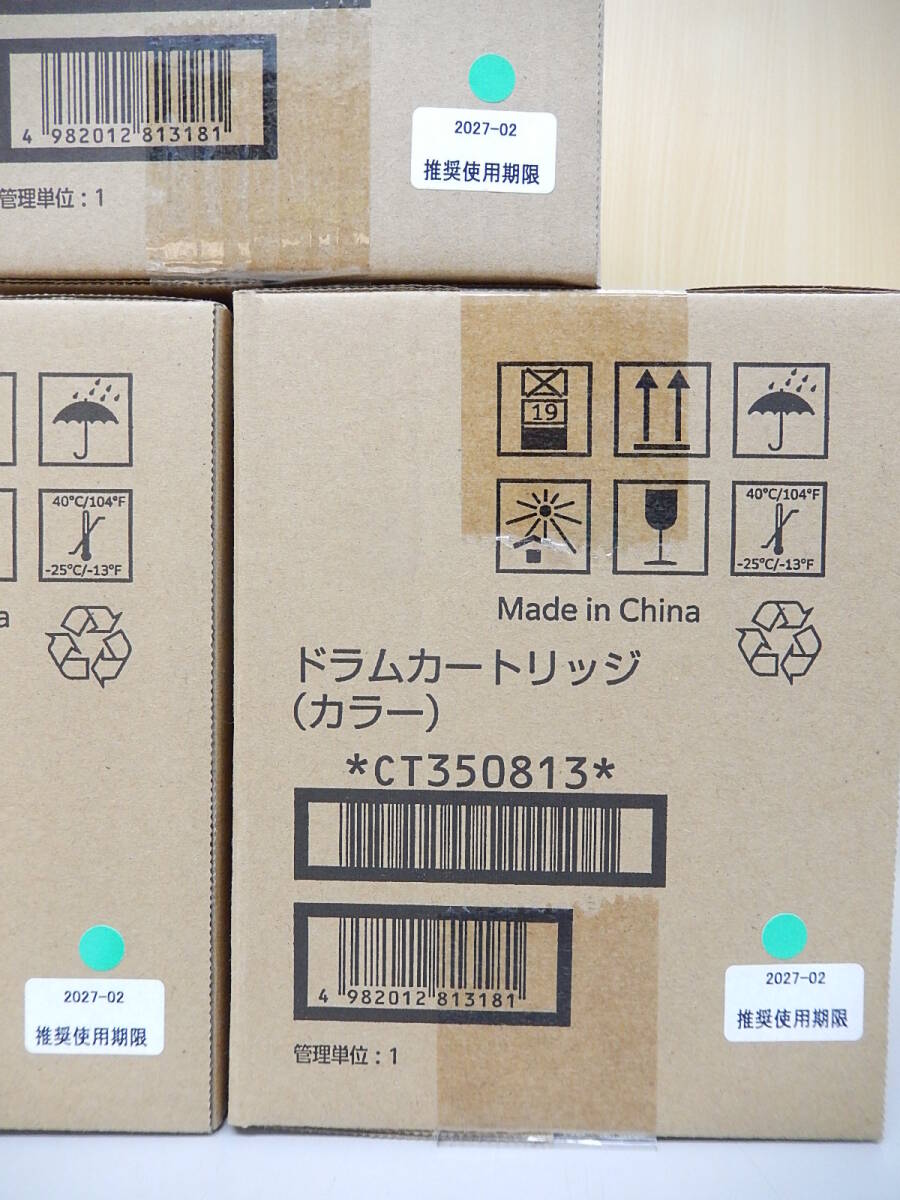 4 982012 813181
2027-02
推奨使用期限
管理単位：1
40°C/104°F
-25°C/-13°F
a
2027-02
推奨使用期限
19
40°C/104°F
-25°C/-13°F
Made in China
ドラムカートリッジ
（カラー）
*CT350813*
4 982012 813181
管理単位：1
2027-02
推奨使用期限